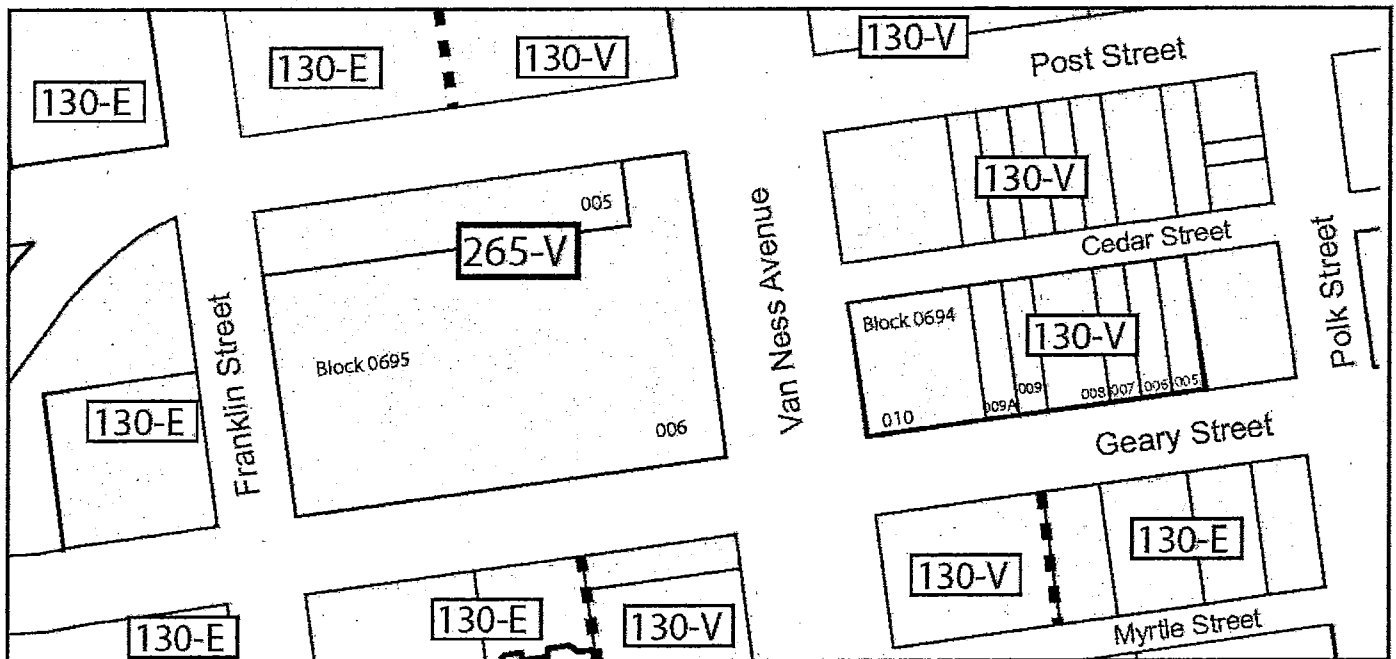 130-V
130-E
130-V
Post Street
130-E
130-V
005
265-V
Cedar Street
Van Ness Avenue
Polk Street
Franklin Street
Block 0694
130-V
Block 0695
009
008
007
006
005
009A
010
130-E
006
Geary Street
130-E
130-V
130-E
130-V
130-E
Myrtle Street